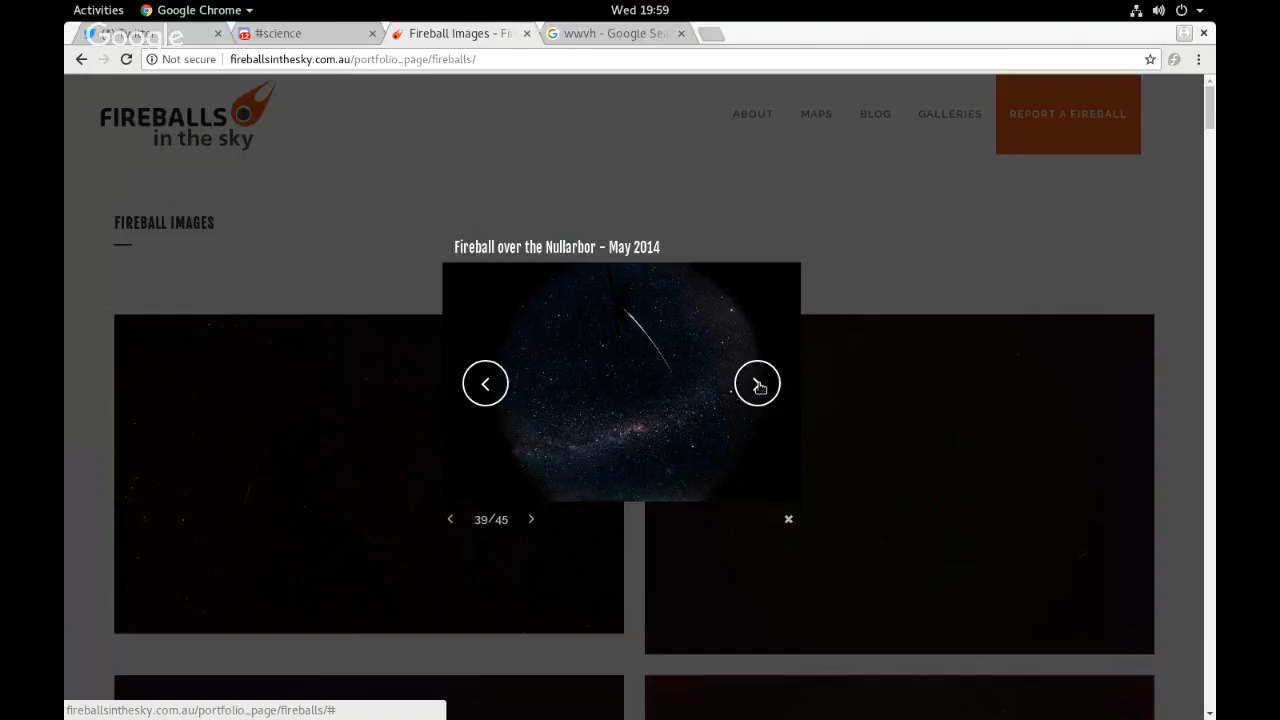 Activities Google Chrome Wed 19:59
Google
#science Fireball Images - Fi wwvh - Google Sea
Not secure fireballsinthesky.com.au/portfolio_page/fireballs/
FIREBALLS
in the sky
ABOUT MAPS BLOG GALLERIES REPORT A FIREBALL
FIREBALL IMAGES
Fireball over the Nullarbor - May 2014
39/45
fireballsinthesky.com.au/portfolio_page/fireballs/#